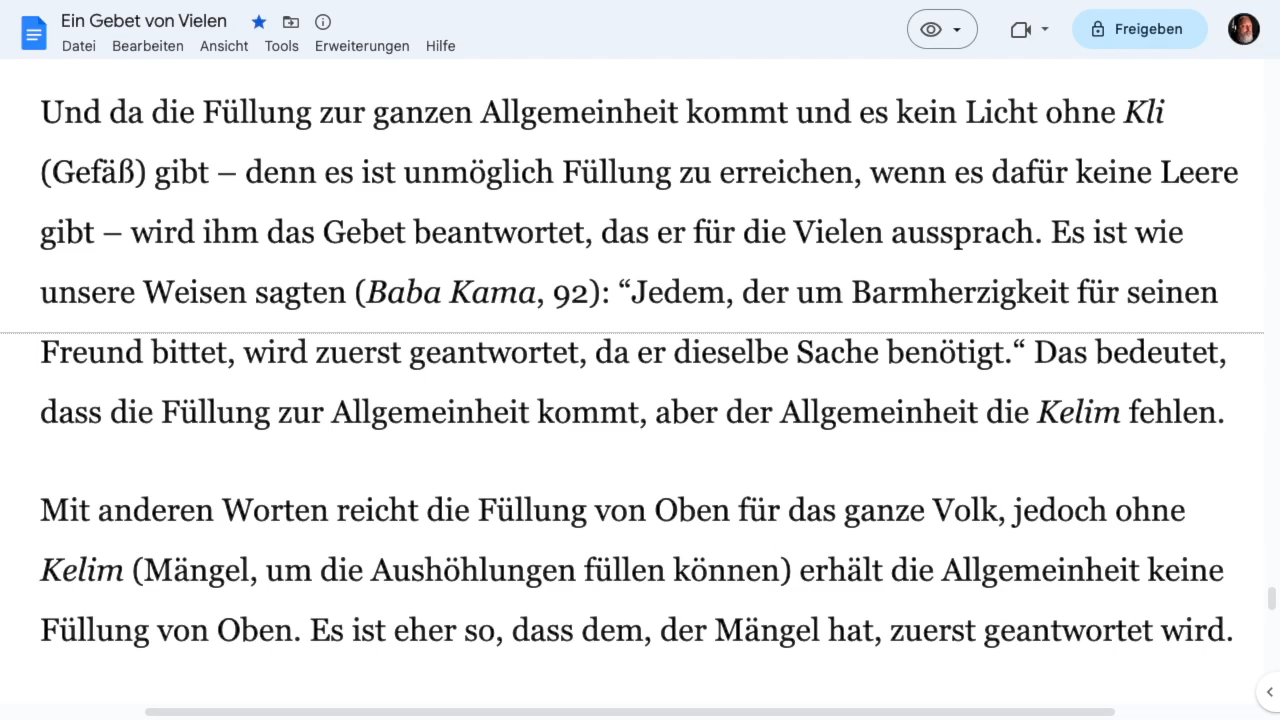 Ein Gebet von Vielen
Datei Bearbeiten Ansicht Tools Erweiterungen Hilfe
Freigeben
Und da die Füllung zur ganzen Allgemeinheit kommt und es kein Licht ohne Kli
(Gefäß) gibt – denn es ist unmöglich Füllung zu erreichen, wenn es dafür keine Leere
gibt – wird ihm das Gebet beantwortet, das er für die Vielen aussprach. Es ist wie
unsere Weisen sagten (Baba Kama, 92): “Jedem, der um Barmherzigkeit für seinen
Freund bittet, wird zuerst geantwortet, da er dieselbe Sache benötigt.“ Das bedeutet,
dass die Füllung zur Allgemeinheit kommt, aber der Allgemeinheit die Kelim fehlen.
Mit anderen Worten reicht die Füllung von Oben für das ganze Volk, jedoch ohne
Kelim (Mängel, um die Aushöhlungen füllen können) erhält die Allgemeinheit keine
Füllung von Oben. Es ist eher so, dass dem, der Mängel hat, zuerst geantwortet wird.